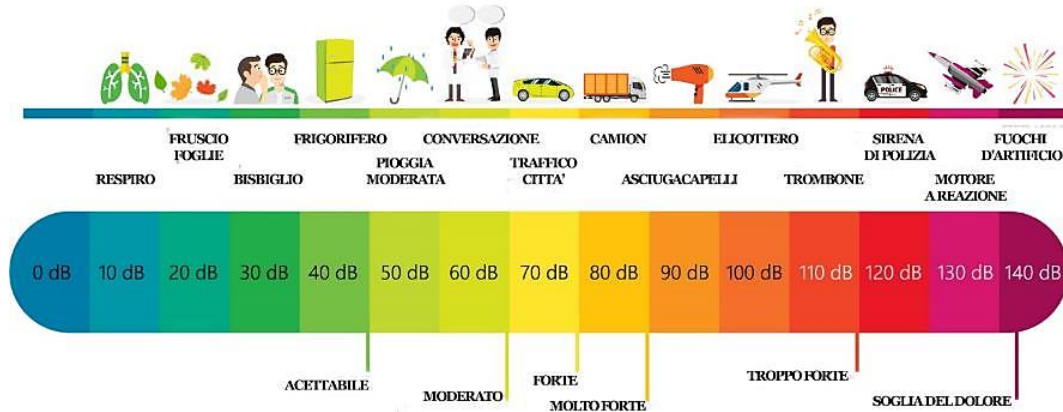 POLICE
FRUSCIO
FOGLIE
FRIGORIFERO
CONVERSAZIONE
CAMION
ELICOTTERO
SIRENA
DI POLIZIA
FUOCHI
D'ARTIFICIO
RESPIRO
BISBIGLIO
PIOGGIA
MODERATA
TRAFFICO
CITTA'
ASCIUGACAPELLI
TROMBONE
MOTORE
A REAZIONE
0 dB 10 dB 20 dB 30 dB 40 dB 50 dB 60 dB 70 dB 80 dB 90 dB 100 dB 110 dB 120 dB 130 dB 140 dB
ACETTABILE
MODERATO
FORTE
MOLTO FORTE
TROPPO FORTE
SOGLIA DEL DOLORE